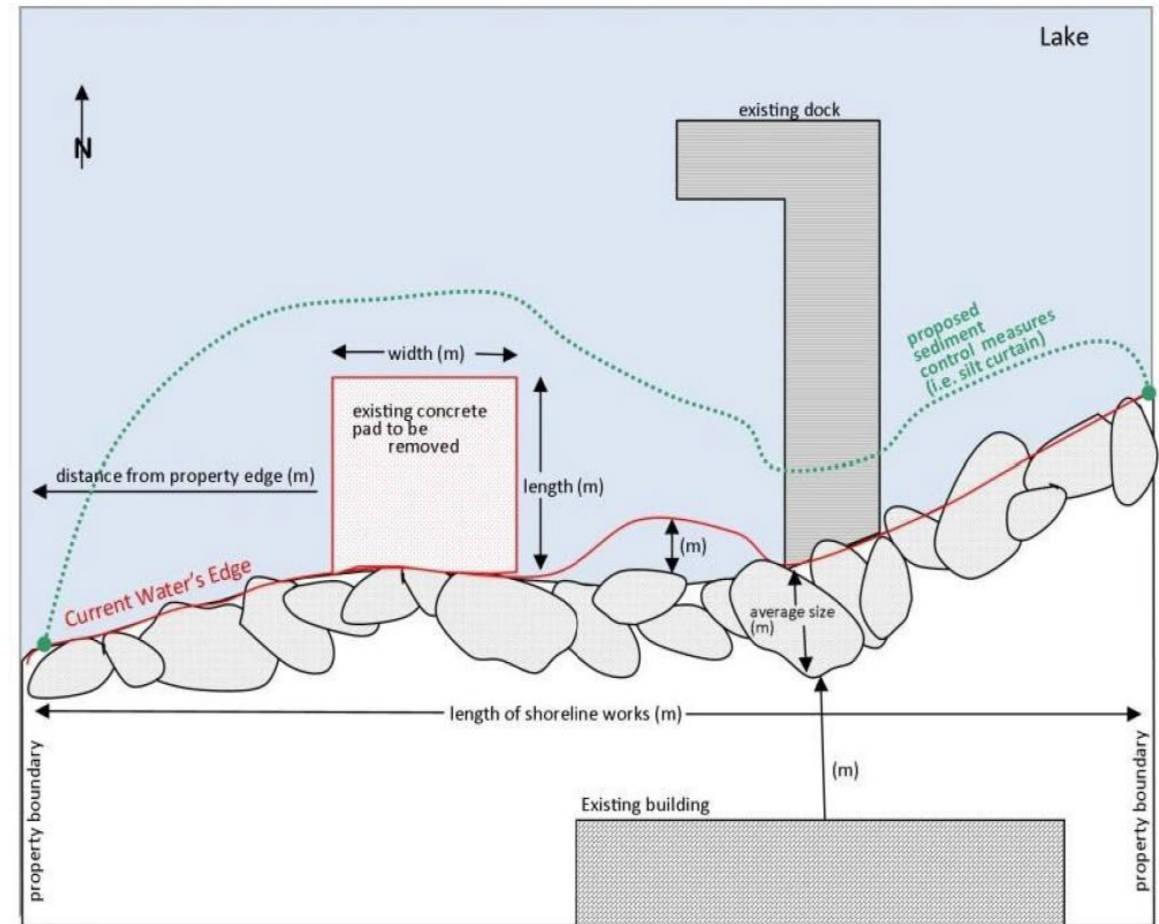 Lake
N
existing dock
proposed
sediment
control measures
(i.e. silt curtain)
width (m)
existing concrete
pad to be
removed
distance from property edge (m)
length (m)
(m)
Current Water's Edge
average size
(m)
length of shoreline works (m)
property boundary
(m)
property boundary
Existing building